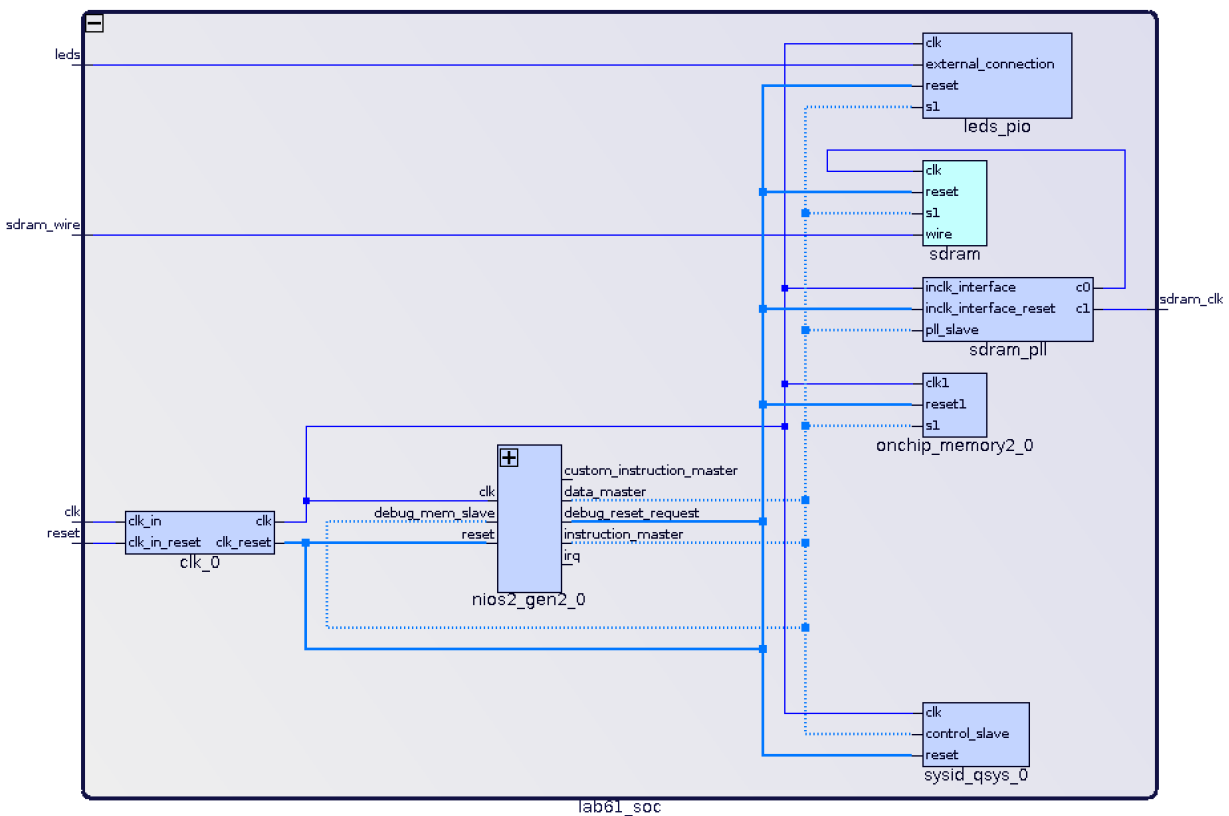 leds
clk
external_connection
reset
s1
leds_pio
clk
reset
s1
wire
sdram
sdram_wire
inclk_interface c0
inclk_interface_reset c1
pll_slave
sdram_pll
sdram_clk
clk1
reset1
s1
onchip_memory2_0
custom_instruction_master
clk data_master
debug_mem_slave debug_reset_request
reset instruction_master
irq
nios2_gen2_0
clk
reset
clk_in clk
clk_in_reset clk_reset
clk_0
clk
control_slave
reset
sysid_qsys_0
lab61_soc